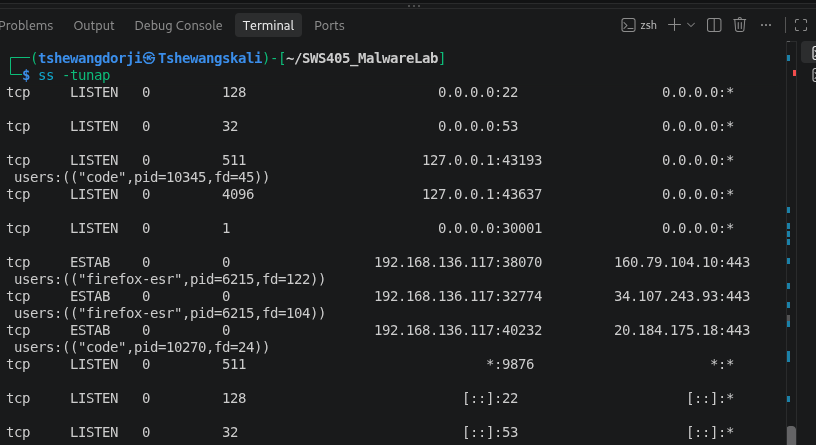 Problems Output Debug Console Terminal Ports zsh
┌──(tshewangdorji㉿Tshewangskali)-[~/SWS405_MalwareLab]
└─$ ss -tunap
tcp LISTEN 0 128 0.0.0.0:22 0.0.0.0:*
tcp LISTEN 0 32 0.0.0.0:53 0.0.0.0:*
tcp LISTEN 0 511 127.0.0.1:43193 0.0.0.0:*
users:(("code",pid=10345,fd=45))
tcp LISTEN 0 4096 127.0.0.1:43637 0.0.0.0:*
tcp LISTEN 0 1 0.0.0.0:30001 0.0.0.0:*
tcp ESTAB 0 0 192.168.136.117:38070 160.79.104.10:443
users:(("firefox-esr",pid=6215,fd=122))
tcp ESTAB 0 0 192.168.136.117:32774 34.107.243.93:443
users:(("firefox-esr",pid=6215,fd=104))
tcp ESTAB 0 0 192.168.136.117:40232 20.184.175.18:443
users:(("code",pid=10270,fd=24))
tcp LISTEN 0 511 *:9876 *:*
tcp LISTEN 0 128 [::]:22 [::]:*
tcp LISTEN 0 32 [::]:53 [::]:*